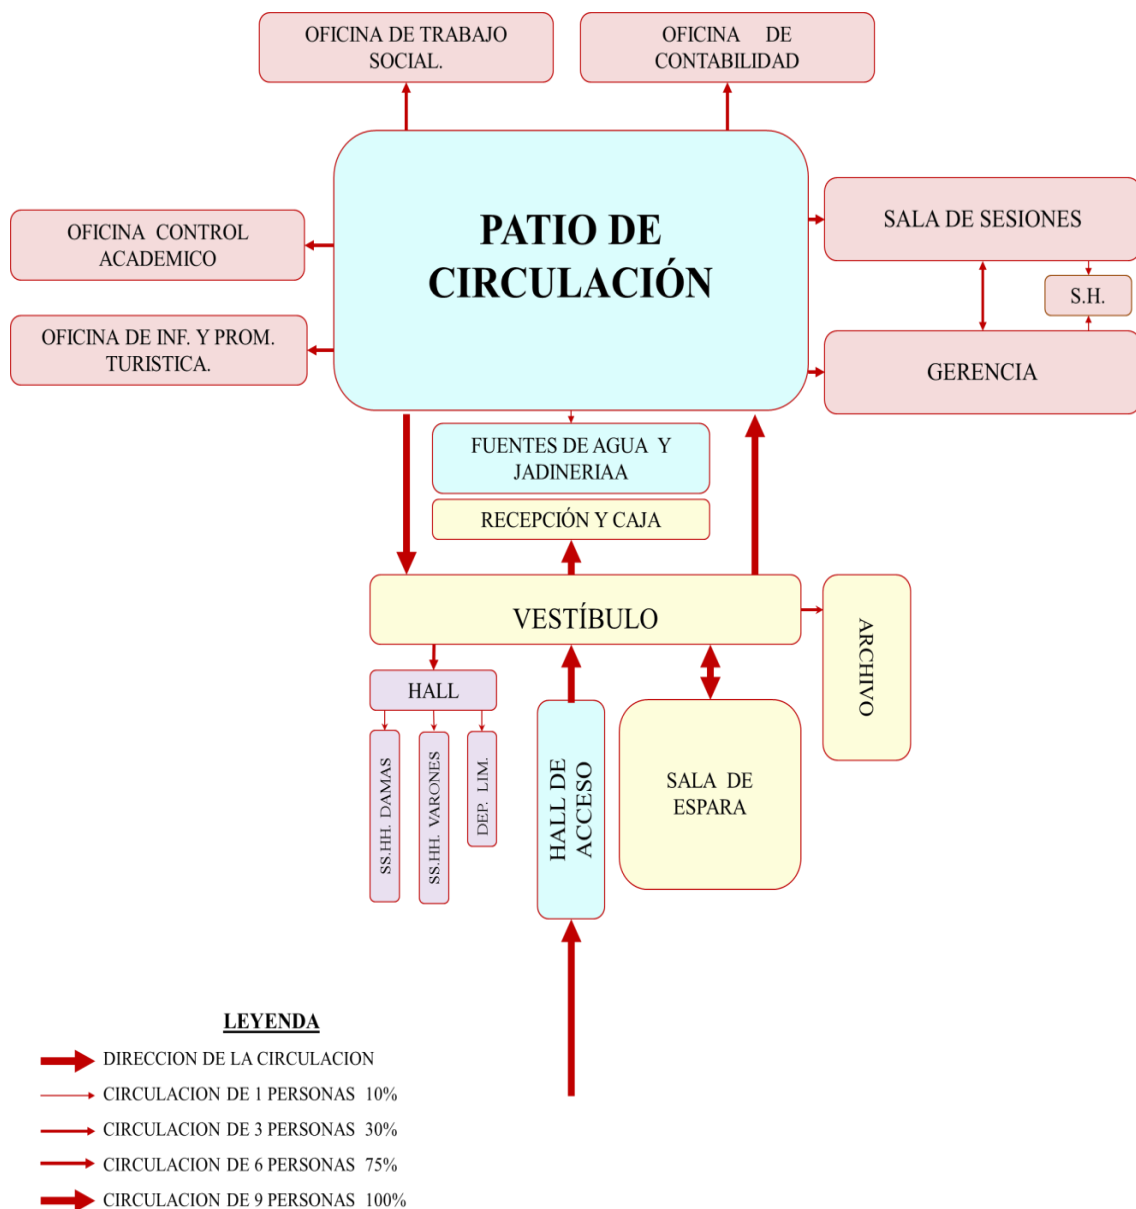 OFICINA DE TRABAJO
SOCIAL.
OFICINA DE
CONTABILIDAD
PATIO DE
CIRCULACIÓN
SALA DE SESIONES
OFICINA CONTROL
ACADEMICO
S.H.
OFICINA DE INF. Y PROM.
TURISTICA.
GERENCIA
FUENTES DE AGUA Y
JADINERIAA
RECEPCIÓN Y CAJA
VESTÍBULO
ARCHIVO
HALL
SS.HH. DAMAS
SS.HH. VARONES
DEP. LIM.
HALL DE
ACCESO
SALA DE
ESPARA
LEYENDA
DIRECCION DE LA CIRCULACION
CIRCULACION DE 1 PERSONAS 10%
CIRCULACION DE 3 PERSONAS 30%
CIRCULACION DE 6 PERSONAS 75%
CIRCULACION DE 9 PERSONAS 100%